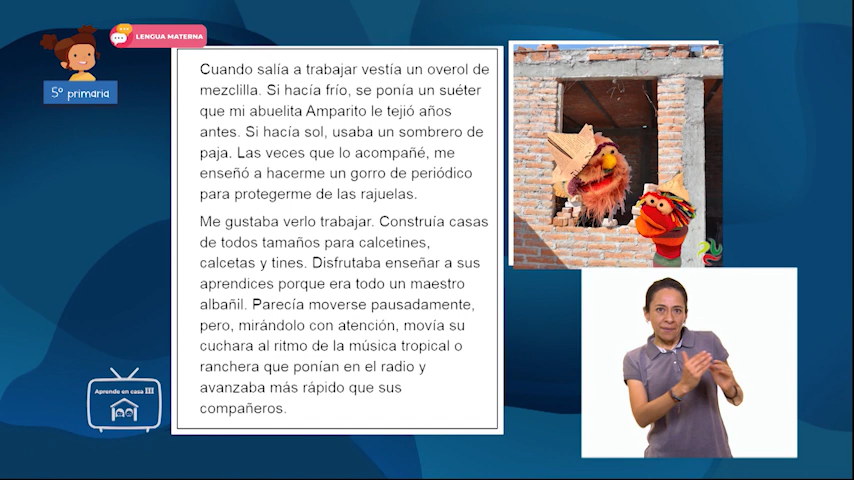 LENGUA MATERNA
5° primaria
Cuando salía a trabajar vestía un overol de
mezclilla. Si hacía frío, se ponía un suéter
que mi abuelita Amparito le tejió años
antes. Si hacía sol, usaba un sombrero de
paja. Las veces que lo acompañé, me
enseñó a hacerme un gorro de periódico
para protegerme de las rajuelas.
Me gustaba verlo trabajar. Construía casas
de todos tamaños para calcetines,
calcetas y tines. Disfrutaba enseñar a sus
aprendices porque era todo un maestro
albañil. Parecía moverse pausadamente,
pero, mirándolo con atención, movía su
cuchara al ritmo de la música tropical o
ranchera que ponían en el radio y
avanzaba más rápido que sus
compañeros.
Aprende en casa III